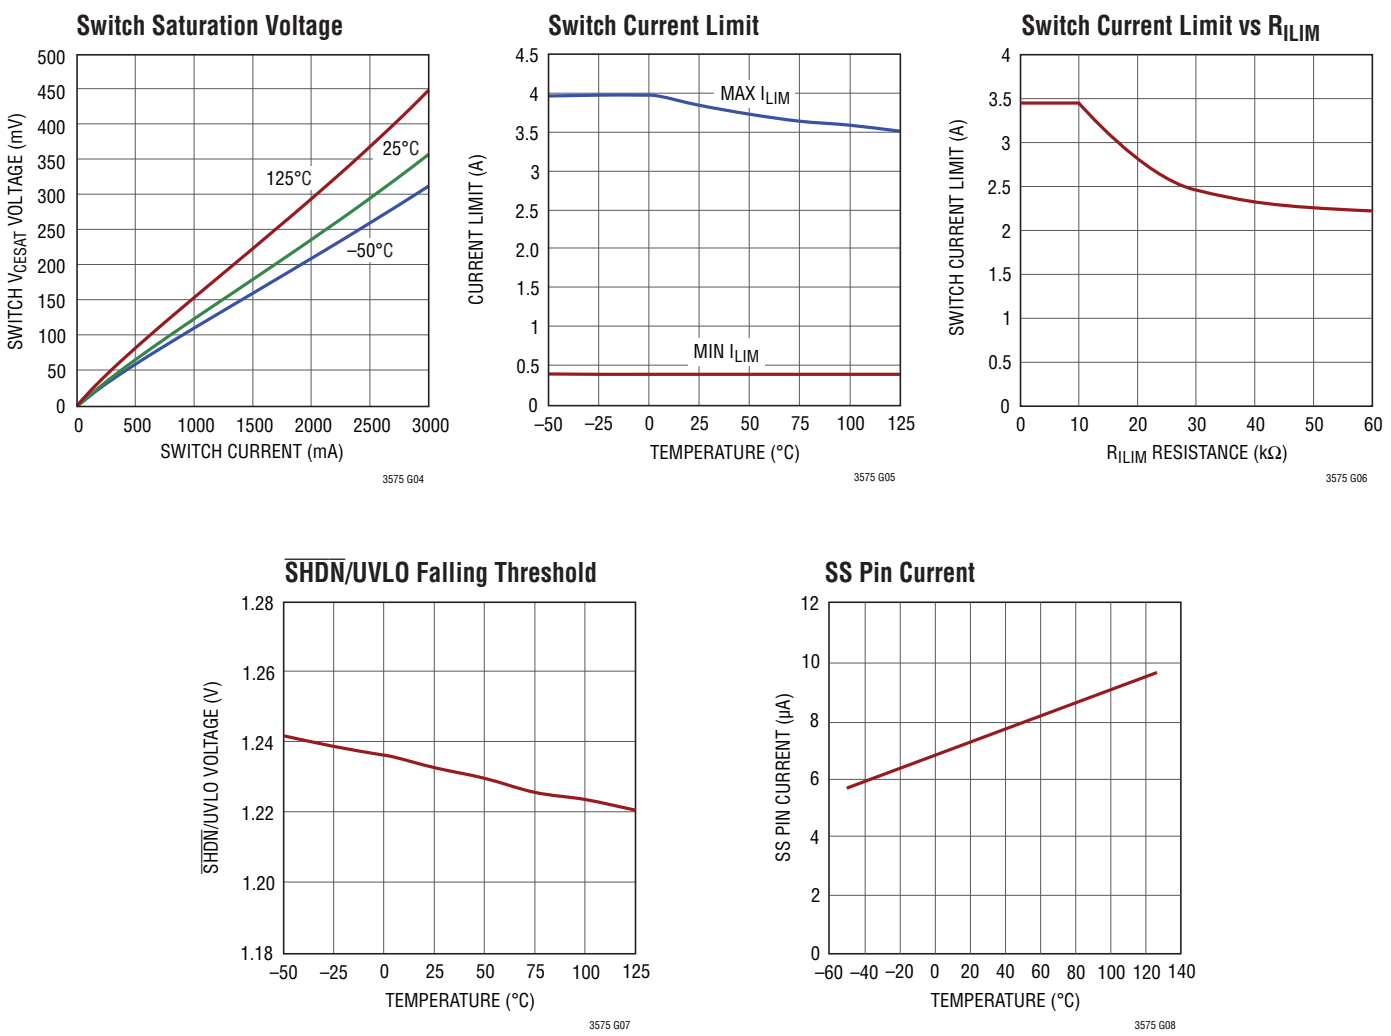 Switch Saturation Voltage
500
450
400
350
300
250
200
150
100
50
0
SWITCH VCESAT VOLTAGE (mV)
125°C
25°C
–50°C
0 500 1000 1500 2000 2500 3000
SWITCH CURRENT (mA)
3575 G04
Switch Current Limit
4.5
4
3.5
3
2.5
2.0
1.5
1
0.5
0
CURRENT LIMIT (A)
MAX ILIM
MIN ILIM
–50 –25 0 25 50 75 100 125
TEMPERATURE (°C)
3575 G05
Switch Current Limit vs RILIM
4
3.5
3
2.5
2
1.5
1
0.5
0
SWITCH CURRENT LIMIT (A)
0 10 20 30 40 50 60
RILIM RESISTANCE (kΩ)
3575 G06
SHDN/UVLO Falling Threshold
1.28
1.26
1.24
1.22
1.20
1.18
SHDN/UVLO VOLTAGE (V)
–50 –25 0 25 50 75 100 125
TEMPERATURE (°C)
3575 G07
SS Pin Current
12
10
8
6
4
2
0
SS PIN CURRENT (µA)
–60 –40 –20 0 20 40 60 80 100 120 140
TEMPERATURE (°C)
3575 G08